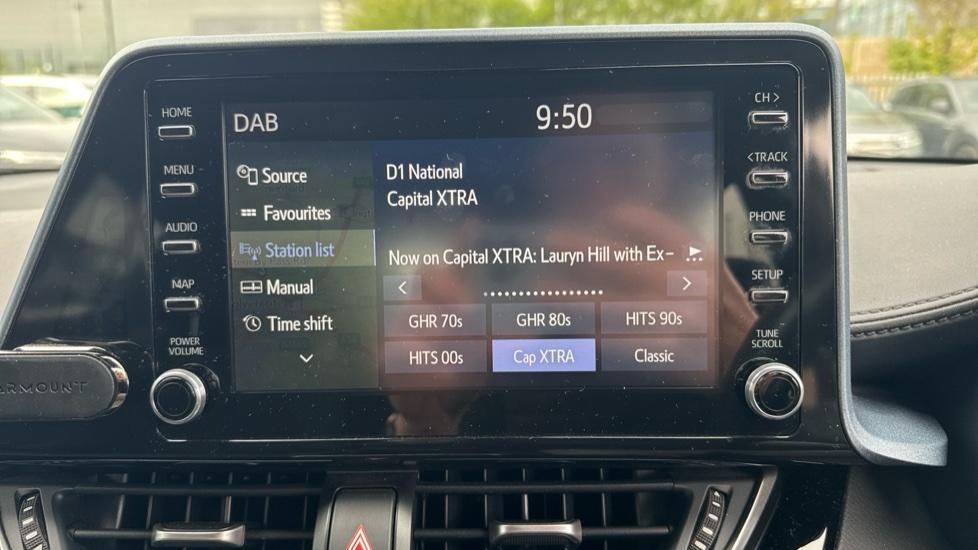 HOME
MENU
AUDIO
MAP
POWER
VOLUME
DAB
9:50
Source
Favourites
Station list
Manual
Time shift
D1 National
Capital XTRA
Now on Capital XTRA: Lauryn Hill with Ex-
GHR 70s
GHR 80s
HITS 90s
HITS 00s
Cap XTRA
Classic
CH >
< TRACK
PHONE
SETUP
TUNE
SCROLL
ARMOUNT